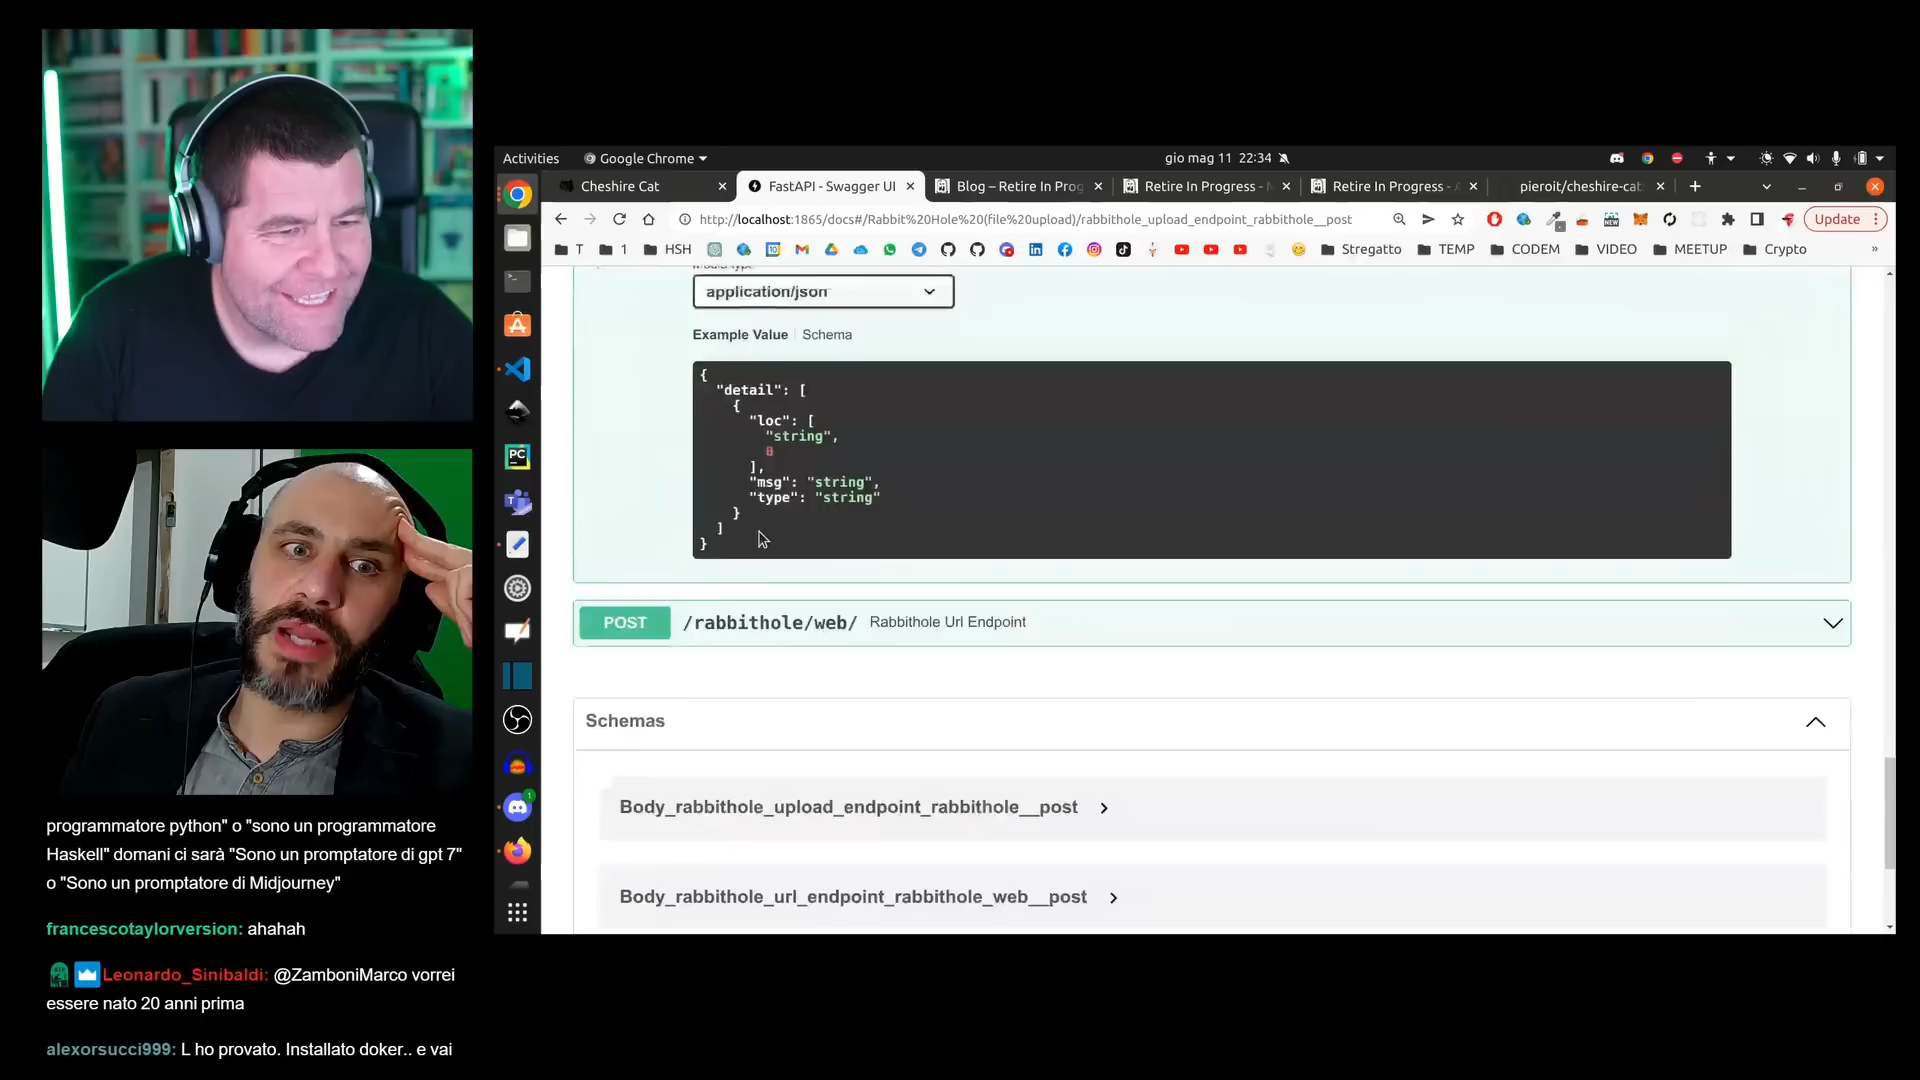 Activities
Google Chrome
gio mag 11 22:34
Cheshire Cat
FastAPI - Swagger UI
Blog – Retire In Prog
Retire In Progress -
Retire In Progress -
pieroit/cheshire-cat
http://localhost:1865/docs#/Rabbit%20Hole%20(file%20upload)/rabbithole_upload_endpoint_rabbithole__post
Update
T
1
HSH
Stregatto
TEMP
CODEM
VIDEO
MEETUP
Crypto
»
application/json
Example Value
Schema
{
"detail": [
{
"loc": [
"string",
0
],
"msg": "string",
"type": "string"
}
]
}
POST /rabbithole/web/ Rabbithole Url Endpoint
Schemas
Body_rabbithole_upload_endpoint_rabbithole__post
Body_rabbithole_url_endpoint_rabbithole_web__post
PC
1
programmatore python" o "sono un programmatore
Haskell" domani ci sarà "Sono un promptatore di gpt 7"
o "Sono un promptatore di Midjourney"
francescotaylorversion: ahahah
Leonardo_Sinibaldi: @ZamboniMarco vorrei
essere nato 20 anni prima
alexorsucci999: L ho provato. Installato doker.. e vai